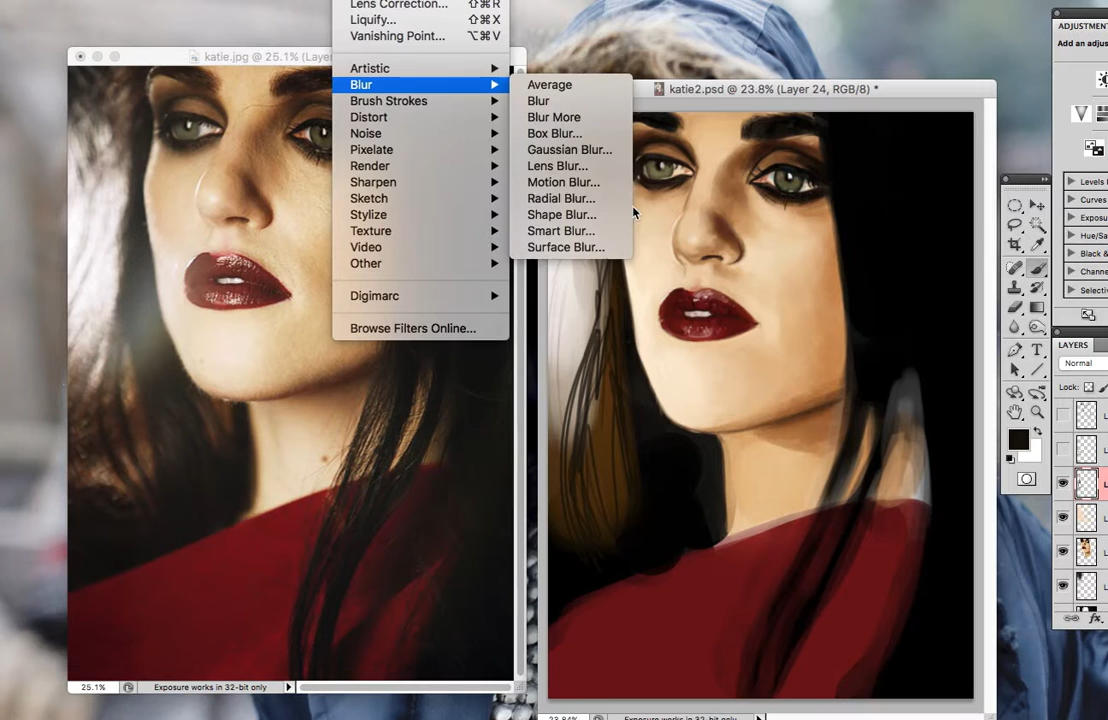 Lens Correction... ⇧⌘R
Liquify... ⇧⌘X
Vanishing Point... ⌥⌘V
Artistic
Blur
Brush Strokes
Distort
Noise
Pixelate
Render
Sharpen
Sketch
Stylize
Texture
Video
Other
Digimarc
Browse Filters Online...
Average
Blur
Blur More
Box Blur...
Gaussian Blur...
Lens Blur...
Motion Blur...
Radial Blur...
Shape Blur...
Smart Blur...
Surface Blur...
katie.jpg @ 25.1% (Layer
25.1% Exposure works in 32-bit only
katie2.psd @ 23.8% (Layer 24, RGB/8) *
23.84% Exposure works in 32-bit only
ADJUSTMEN
Add an adjus
Levels
Curves
Exposu
Hue/Sa
Black &
Channe
Selectiv
LAYERS
Normal
Lock:
fx